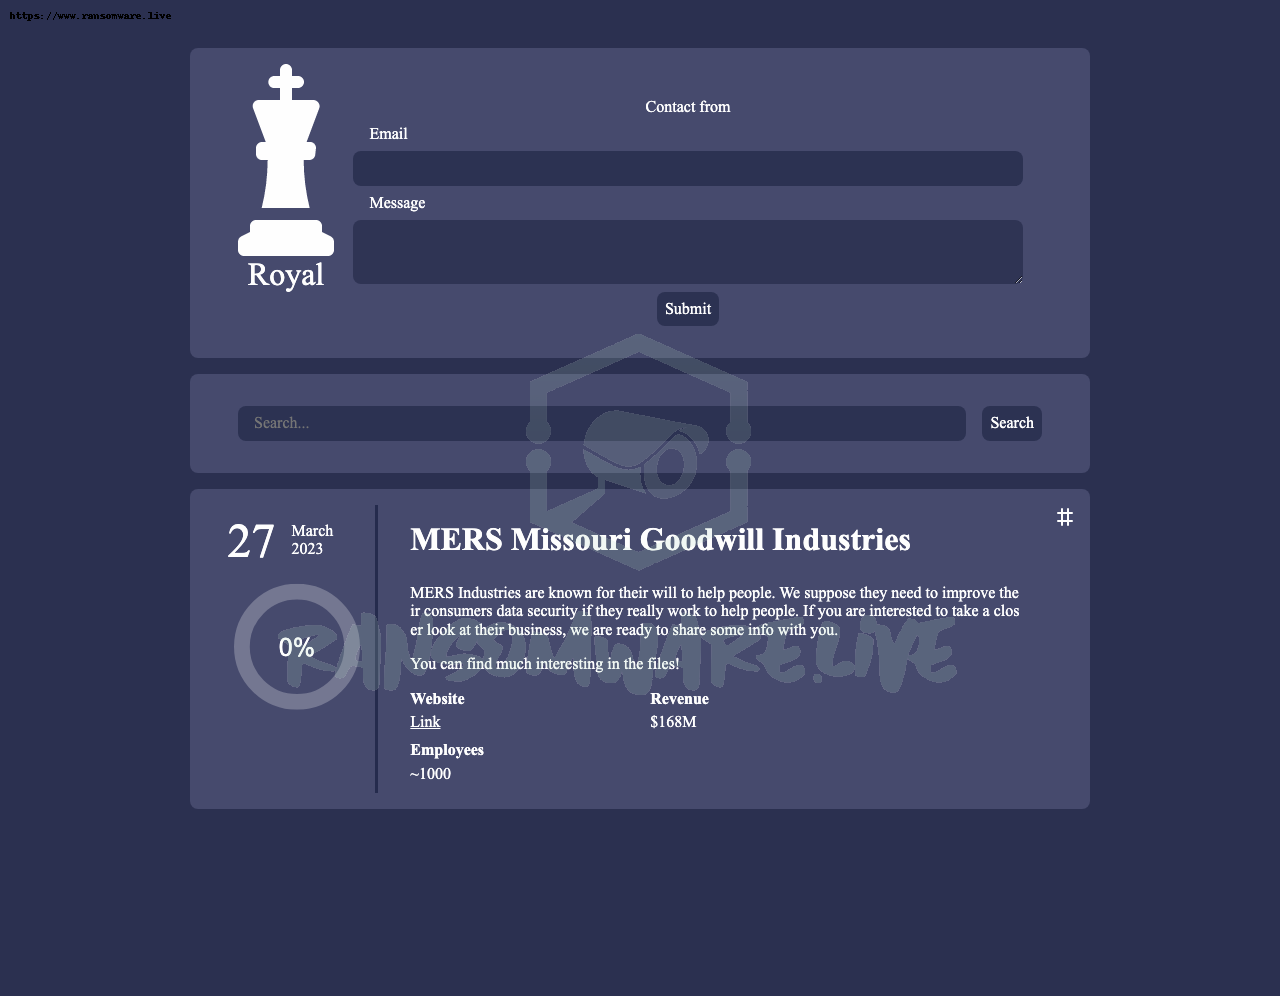 https://www.ransomware.live
Contact from
Email
Message
Royal
Submit
Search...
Search
27
March
2023
#
MERS Missouri Goodwill Industries
MERS Industries are known for their will to help people. We suppose they need to improve the
ir consumers data security if they really work to help people. If you are interested to take a clos
er look at their business, we are ready to share some info with you.
0%
RANSOMWARE.LIVE
You can find much interesting in the files!
Website
Revenue
Link
$168M
Employees
~1000